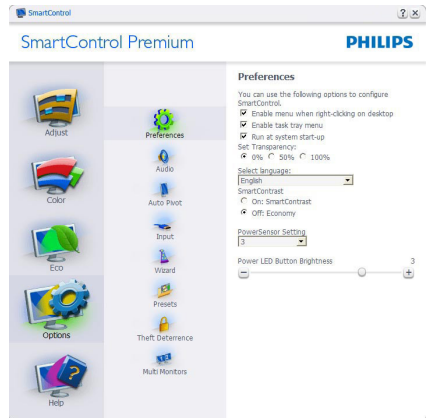 SmartControl
? ×
SmartControl Premium
PHILIPS
Adjust
Color
Eco
Options
Help
Preferences
Audio
Auto Pivot
Input
Wizard
Presets
Theft Deterrence
Multi Monitors
Preferences
You can use the following options to configure
SmartControl.
Enable menu when right-clicking on desktop
Enable task tray menu
Run at system start-up
Set Transparency:
0% 50% 100%
Select language:
English
SmartContrast
On: SmartContrast
Off: Economy
PowerSensor Setting
3
Power LED Button Brightness 3
− +